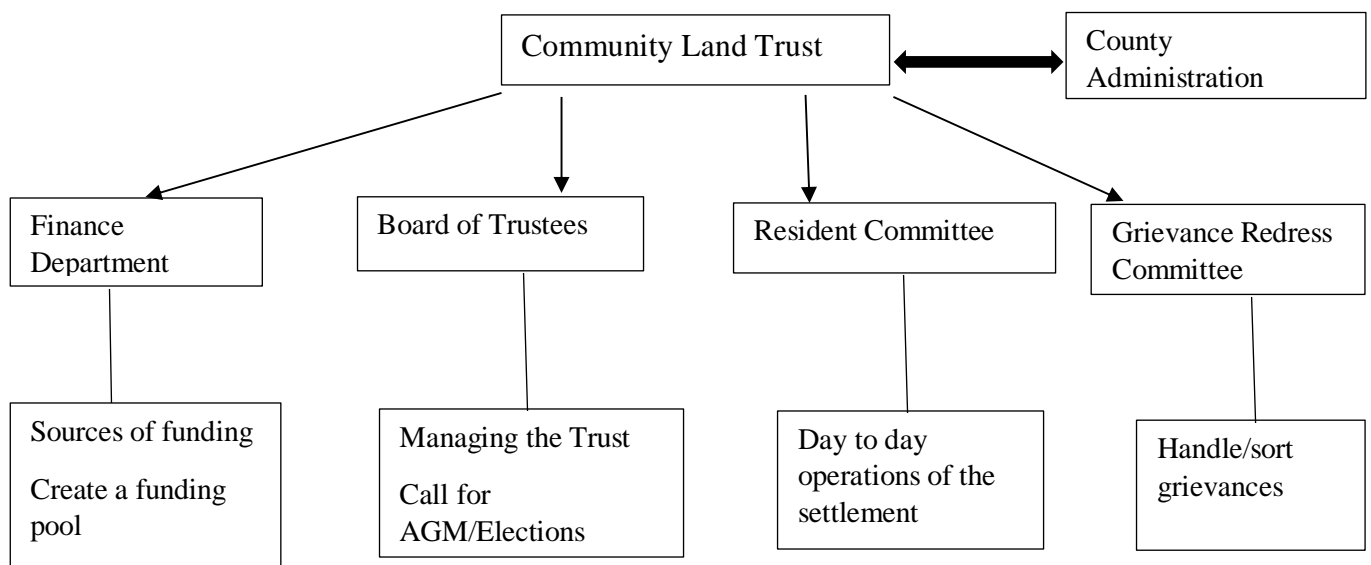 Community Land Trust
County
Administration
Finance
Department
Board of Trustees
Resident Committee
Grievance Redress
Committee
Sources of funding
Create a funding
pool
Managing the Trust
Call for
AGM/Elections
Day to day
operations of the
settlement
Handle/sort
grievances